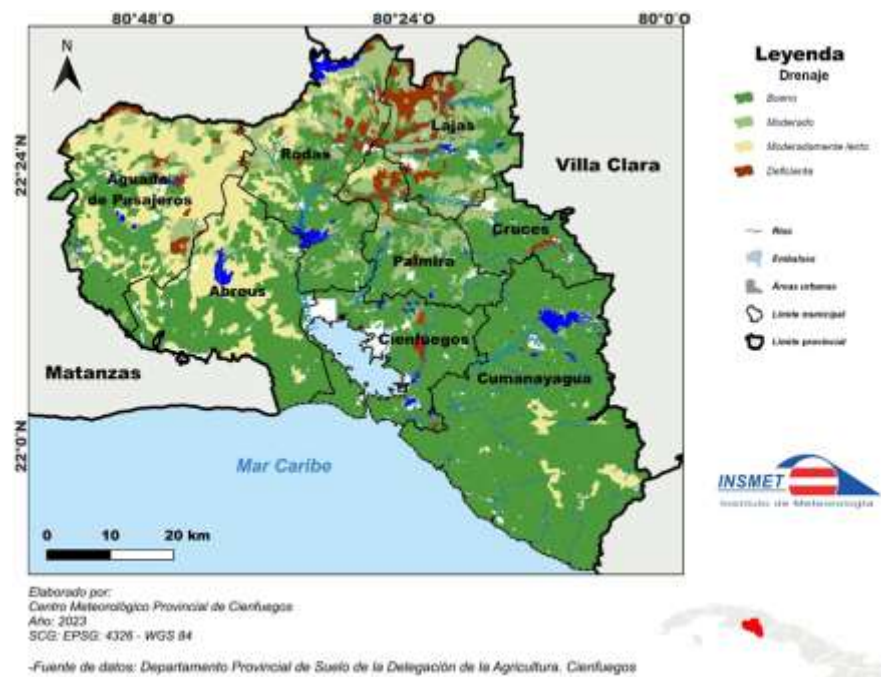 80°48'O 80°24'O 80°0'O
N
22°24'N
22°0'N
Aguada
de Pasajeros
Rodas
Lajas
Cruces
Palmira
Abreus
Cienfuegos
Cumanayagua
Villa Clara
Matanzas
Mar Caribe
0 10 20 km
Leyenda
Drenaje
Bueno
Moderado
Moderadamente lento
Deficiente
Ríos
Embalses
Áreas urbanas
Límite municipal
Límite provincial
INSMET
Instituto de Meteorología
Elaborado por:
Centro Meteorológico Provincial de Cienfuegos
Año: 2023
SCG: EPSG: 4326 - WGS 84
-Fuente de datos: Departamento Provincial de Suelo de la Delegación de la Agricultura. Cienfuegos